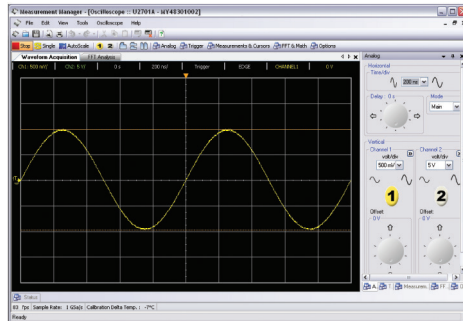 Measurement Manager - [Oscilloscope :: U2701A - MY48301002]
File Edit View Tools Oscilloscope Help
Stop Single AutoScale 1 2 Analog Trigger Measurements & Cursors FFT & Math Options
Waveform Acquisition FFT Analysis
Ch1: 500 mV Ch2: 5 V 0 s 200 ns/ Trigger EDGE CHANNEL1 0 V
Analog
Horizontal
Time/div
200 ns
Delay : 0 s
Mode
Main
Vertical
Channel 1
volt/div
500 mV
Channel 2
volt/div
5 V
1
2
Offset
0 V
Offset
0 V
A. T Measurem. FF
Status
83 fps Sample Rate: 1 GSa/s Calibration Delta Temp. : -7°C
Ready